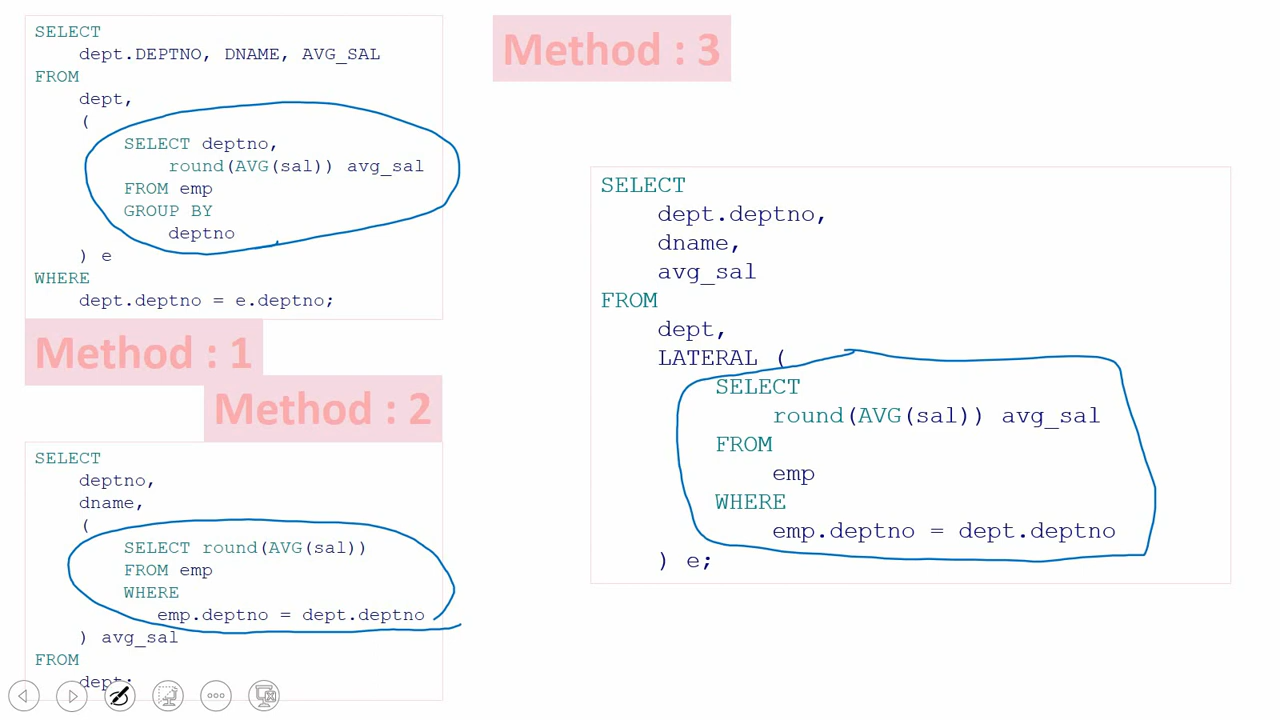 SELECT
dept.DEPTNO, DNAME, AVG_SAL
FROM
dept,
(
SELECT deptno,
round(AVG(sal)) avg_sal
FROM emp
GROUP BY
deptno
) e
WHERE
dept.deptno = e.deptno;
Method : 1
Method : 2
SELECT
deptno,
dname,
(
SELECT round(AVG(sal))
FROM emp
WHERE
emp.deptno = dept.deptno
) avg_sal
FROM
dept;
Method : 3
SELECT
dept.deptno,
dname,
avg_sal
FROM
dept,
LATERAL (
SELECT
round(AVG(sal)) avg_sal
FROM
emp
WHERE
emp.deptno = dept.deptno
) e;